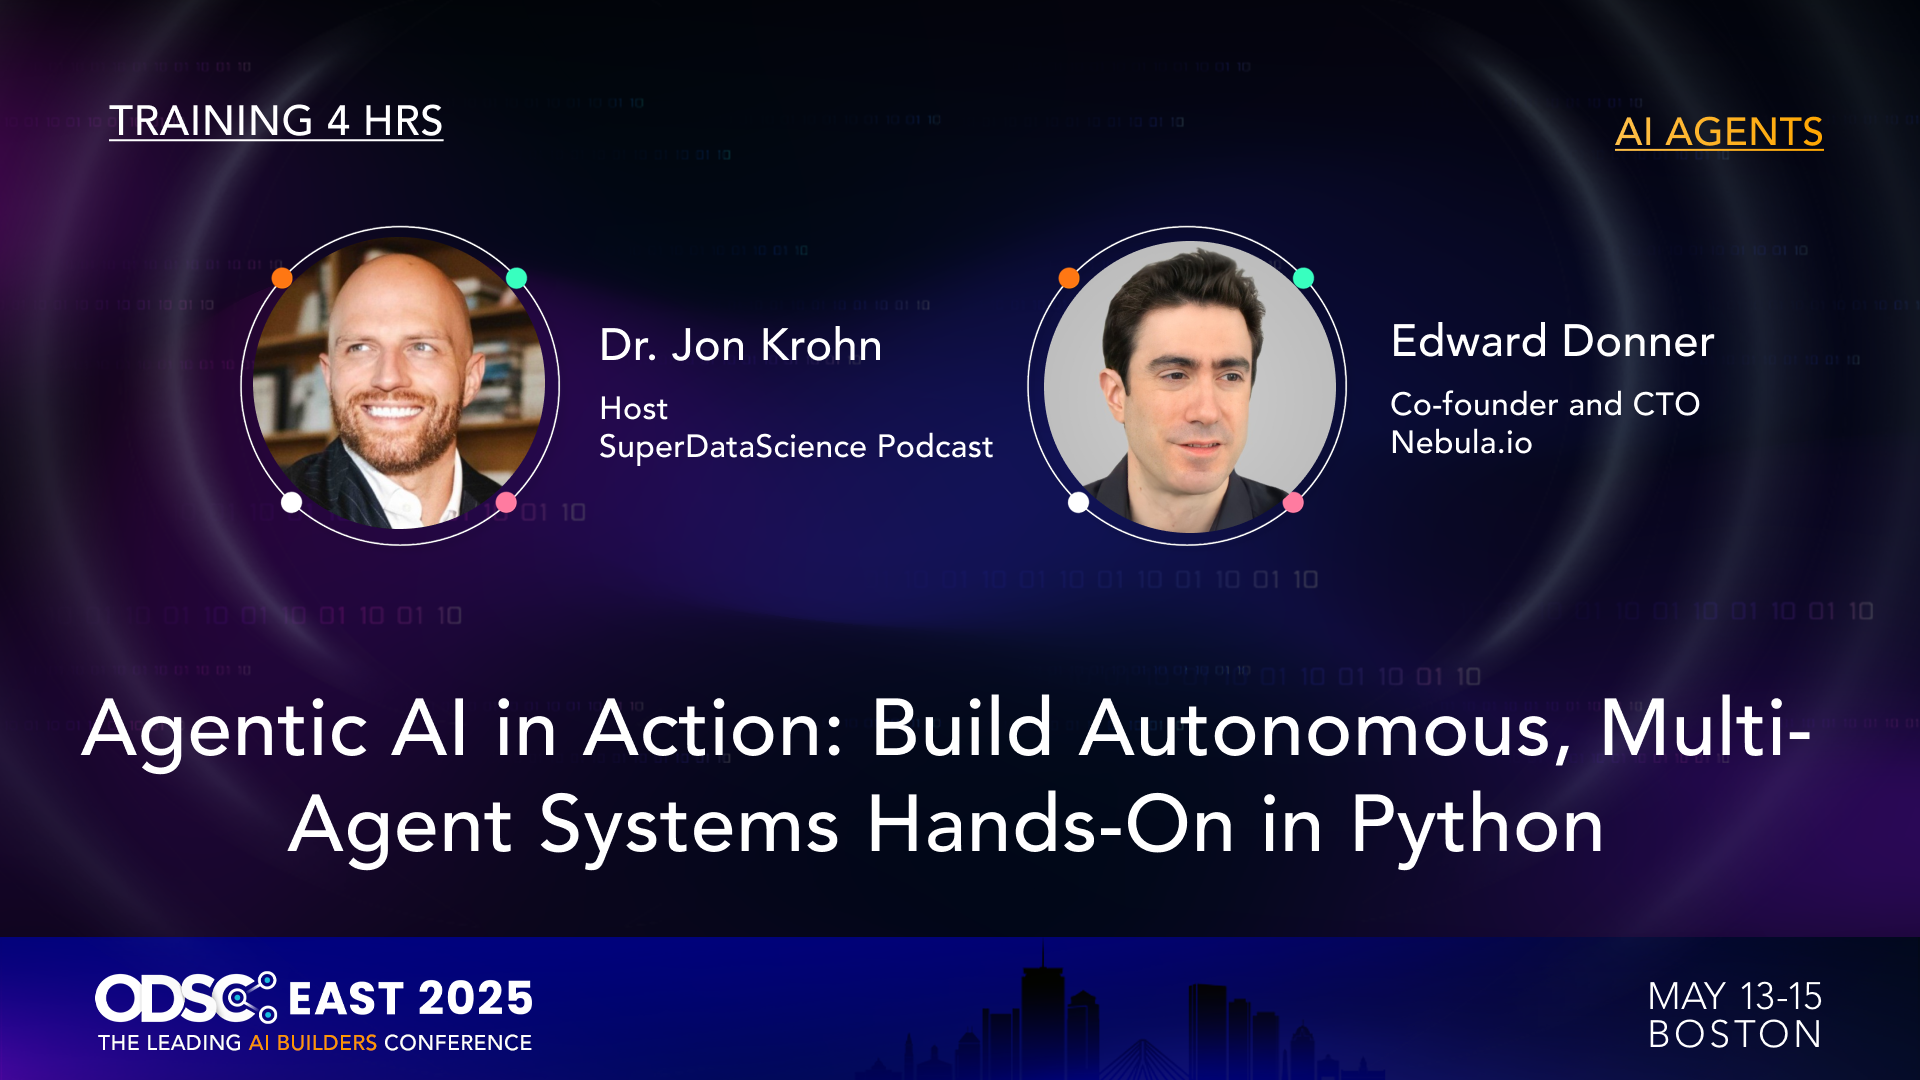 TRAINING 4 HRS
AI AGENTS
Dr. Jon Krohn
Host
SuperDataScience Podcast
Edward Donner
Co-founder and CTO
Nebula.io
Agentic AI in Action: Build Autonomous, Multi-
Agent Systems Hands-On in Python
ODSC EAST 2025
THE LEADING AI BUILDERS CONFERENCE
MAY 13-15
BOSTON